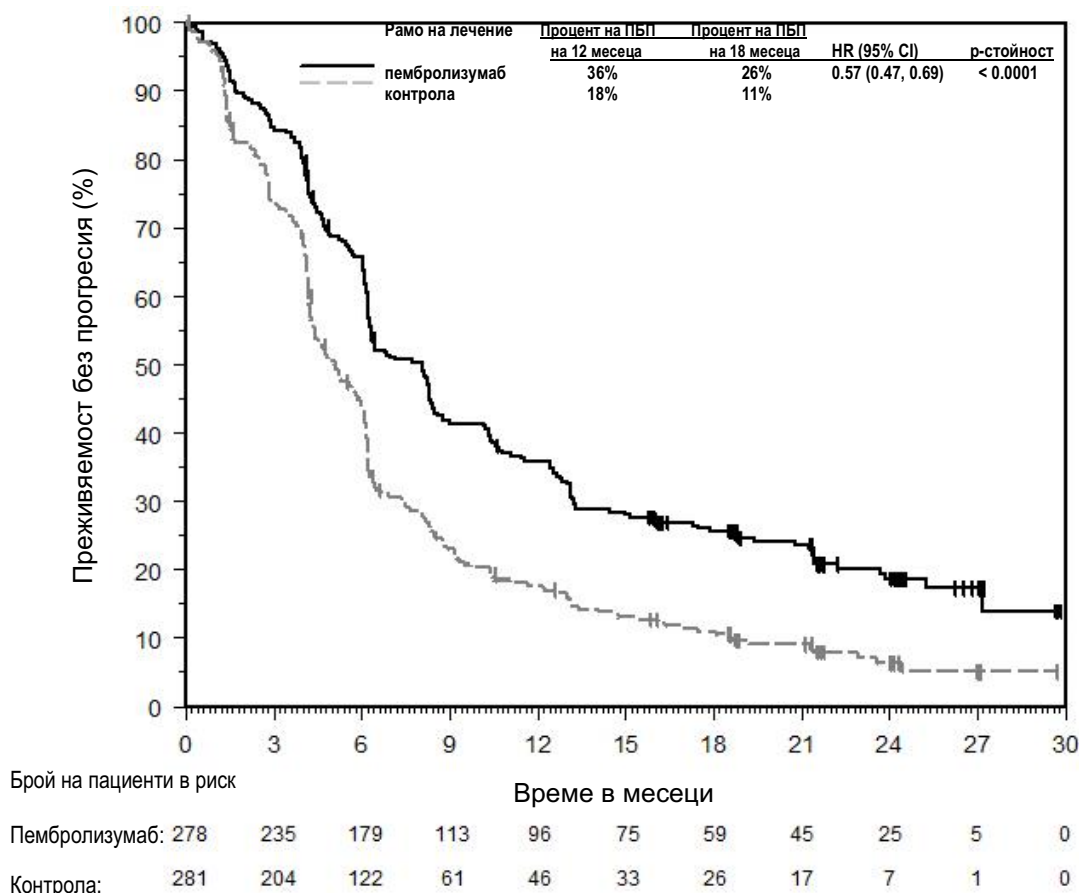 Рамо на лечение Процент на ПБП Процент на ПБП
на 12 месеца на 18 месеца HR (95% CI) р-стойност
пембролизумаб 36% 26% 0.57 (0.47, 0.69) < 0.0001
контрола 18% 11%
Преживяемост без прогресия (%)
100
90
80
70
60
50
40
30
20
10
0
0 3 6 9 12 15 18 21 24 27 30
Време в месеци
Брой на пациенти в риск
Пембролизумаб: 278 235 179 113 96 75 59 45 25 5 0
Контрола: 281 204 122 61 46 33 26 17 7 1 0